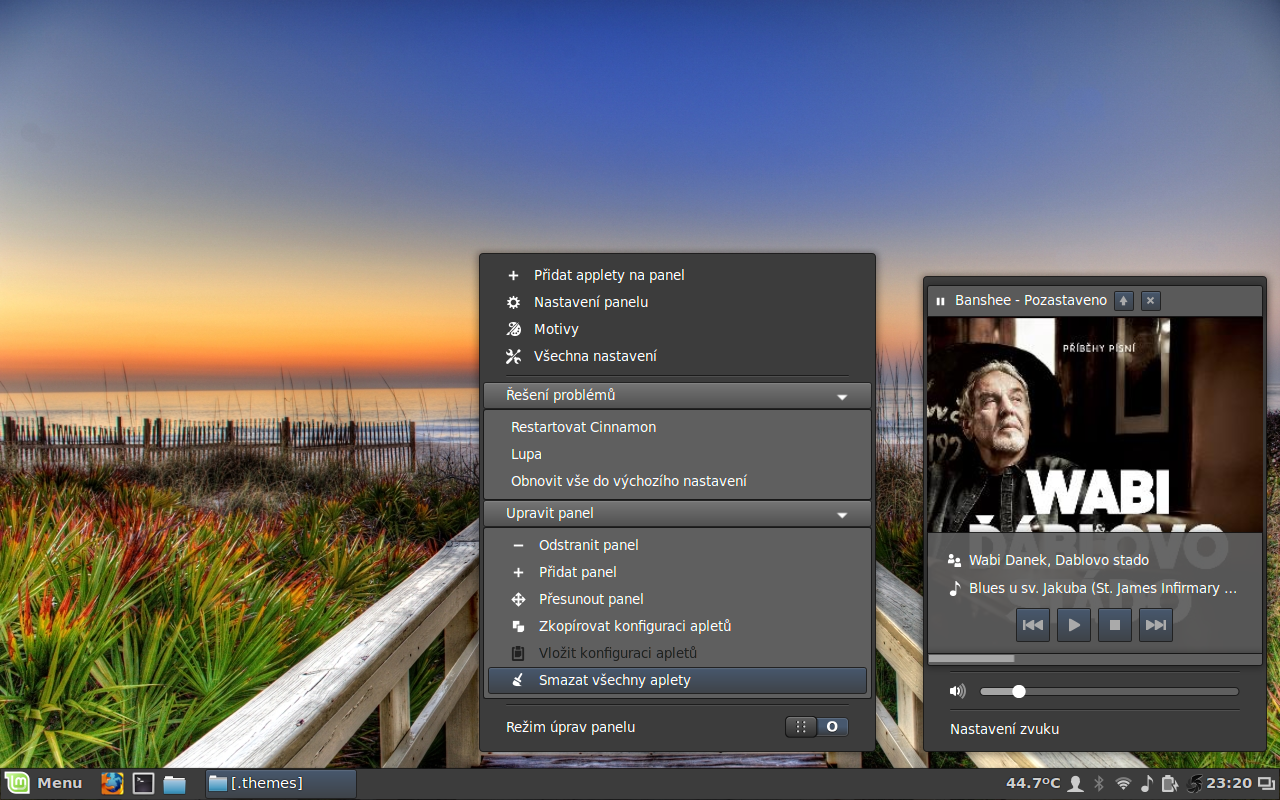 Přidat applety na panel
Nastavení panelu
Motivy
Všechna nastavení
Řešení problémů
Restartovat Cinnamon
Lupa
Obnovit vše do výchozího nastavení
Upravit panel
Odstranit panel
Přidat panel
Přesunout panel
Zkopírovat konfiguraci apletů
Vložit konfiguraci apletů
Smazat všechny aplety
Režim úprav panelu
O
Banshee - Pozastaveno
PŘÍBĚHY PÍSNÍ
WABI
&
ĎÁBLOVO
STÁDO
Wabi Danek, Dablovo stado
Blues u sv. Jakuba (St. James Infirmary ...
Nastavení zvuku
Menu
[.themes]
44.7ºC
23:20